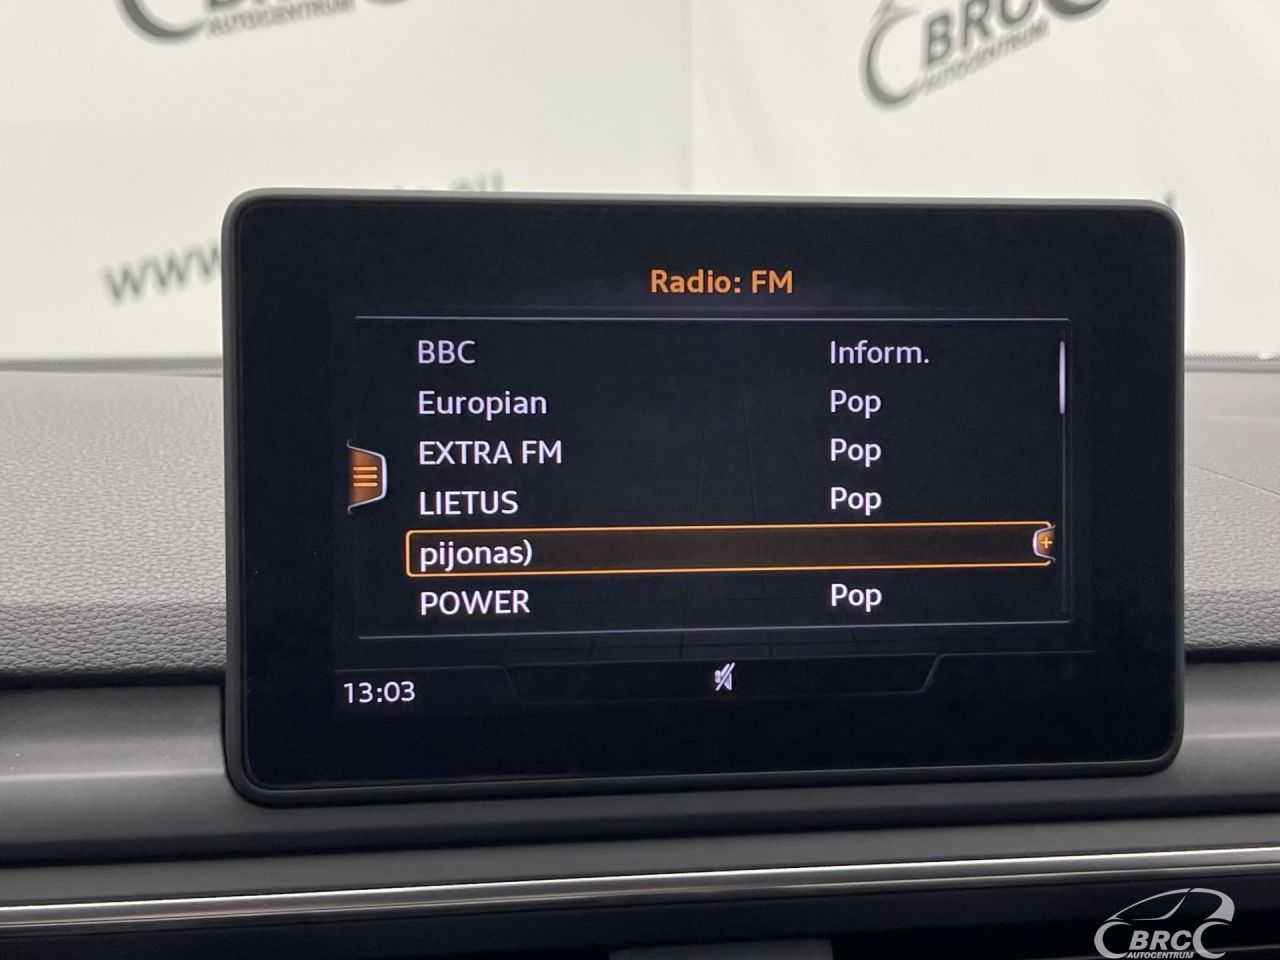 AUTOCENTRUM
BRC
AUTOCENTRUM
Radio: FM
BBC Inform.
Europian Pop
EXTRA FM Pop
LIETUS Pop
pijonas)
POWER Pop
13:03
BRC
AUTOCENTRUM